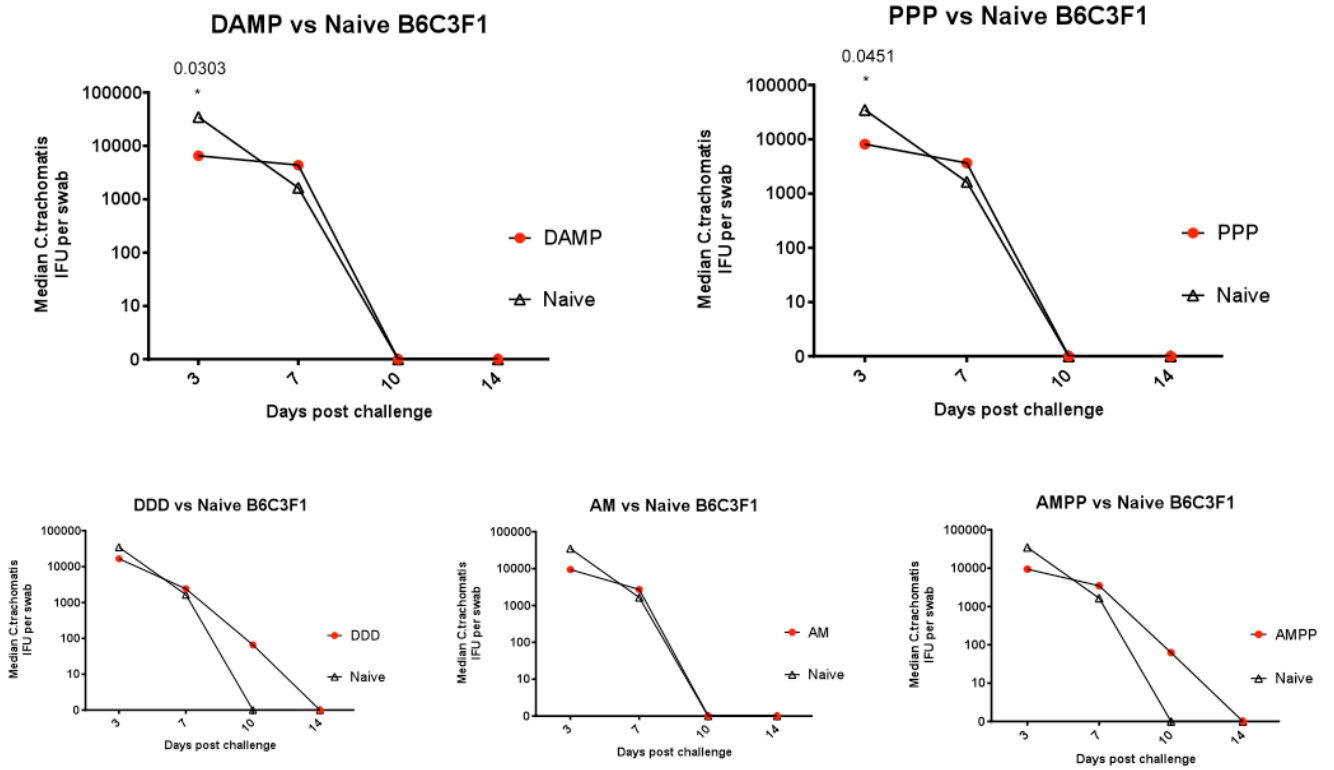 DAMP vs Naive B6C3F1
0.0303
*
100000
10000
1000
100
10
0
Median C.trachomatis
IFU per swab
3
7
10
14
Days post challenge
DAMP
Naive
PPP vs Naive B6C3F1
0.0451
*
100000
10000
1000
100
10
0
Median C.trachomatis
IFU per swab
3
7
10
14
Days post challenge
PPP
Naive
DDD vs Naive B6C3F1
100000
10000
1000
100
10
0
Median C.trachomatis
IFU per swab
3
7
10
14
Days post challenge
DDD
Naive
AM vs Naive B6C3F1
100000
10000
1000
100
10
0
Median C.trachomatis
IFU per swab
3
7
10
14
Days post challenge
AM
Naive
AMPP vs Naive B6C3F1
100000
10000
1000
100
10
0
Median C.trachomatis
IFU per swab
3
7
10
14
Days post challenge
AMPP
Naive